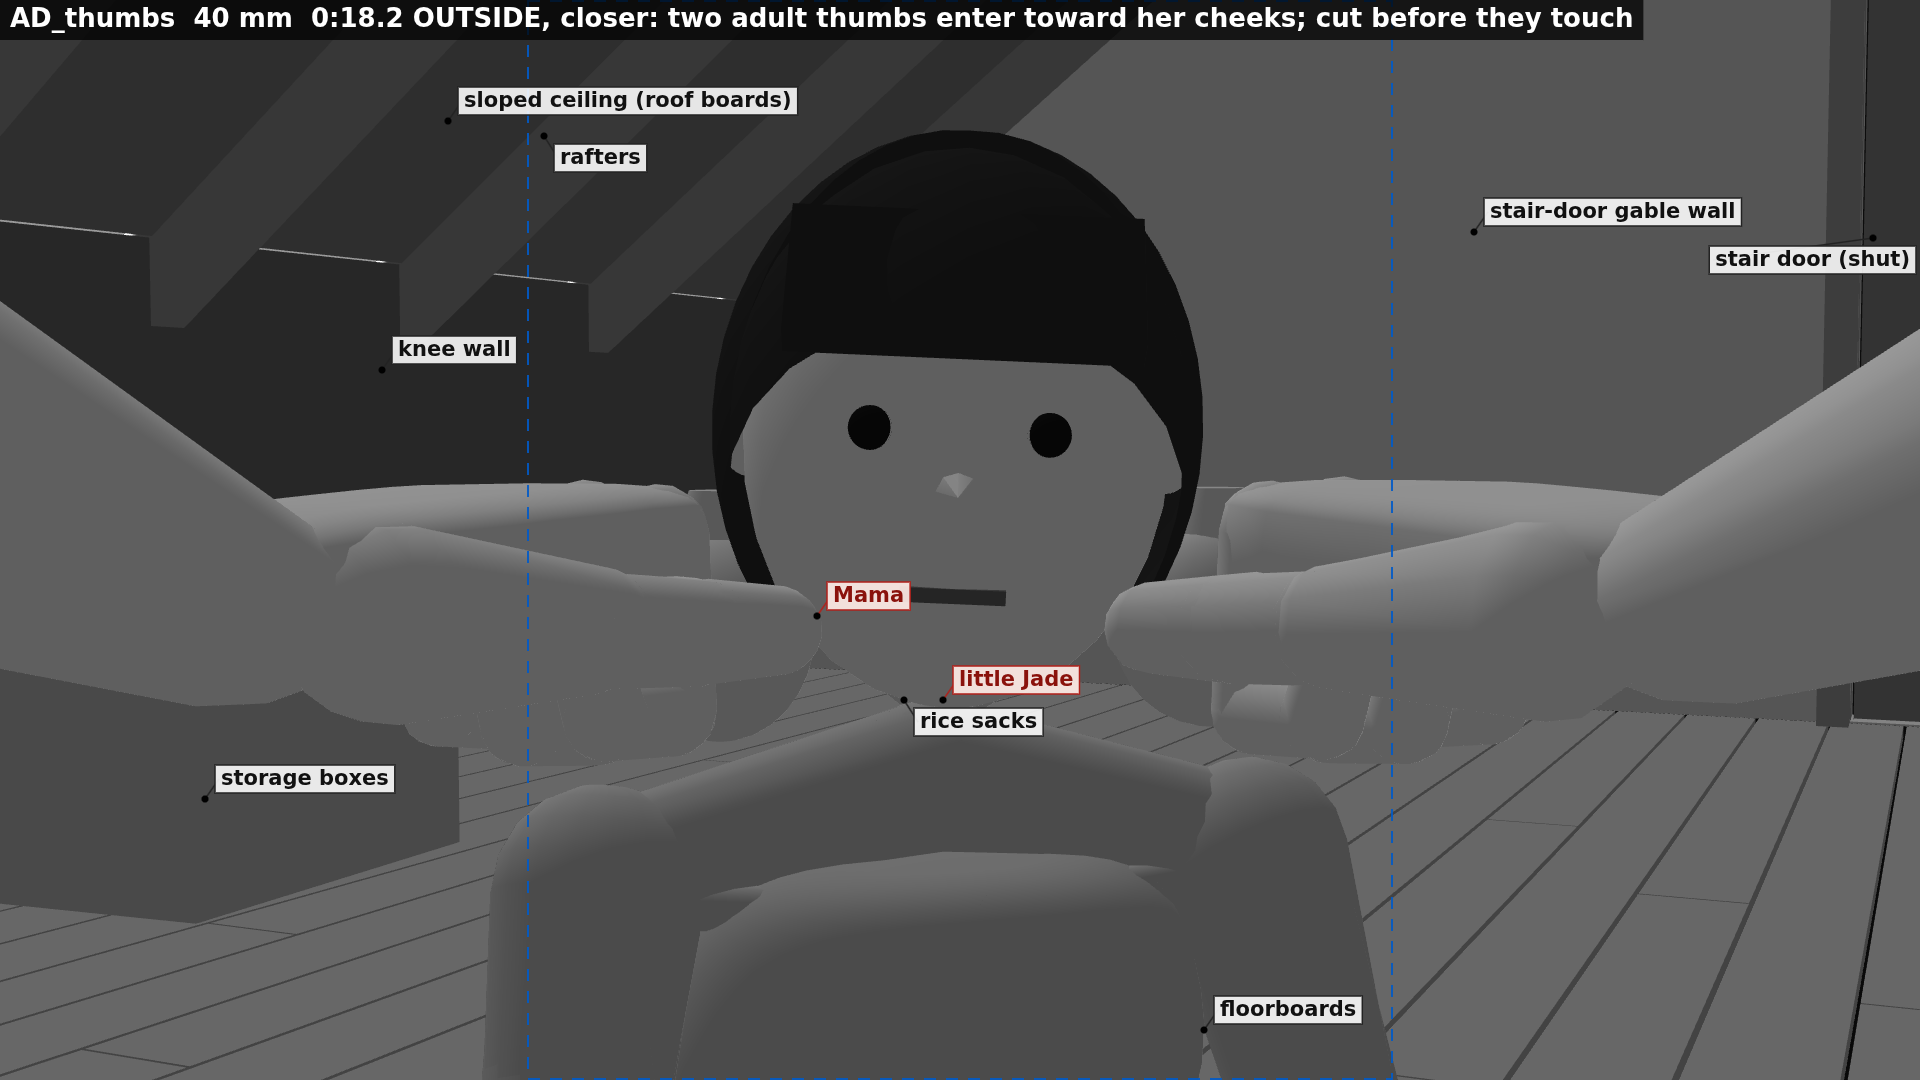 AD_thumbs  40 mm  0:18.2 OUTSIDE, closer: two adult thumbs enter toward her cheeks; cut before they touch
sloped ceiling (roof boards)
rafters
stair-door gable wall
stair door (shut)
knee wall
Mama
little Jade
rice sacks
storage boxes
floorboards